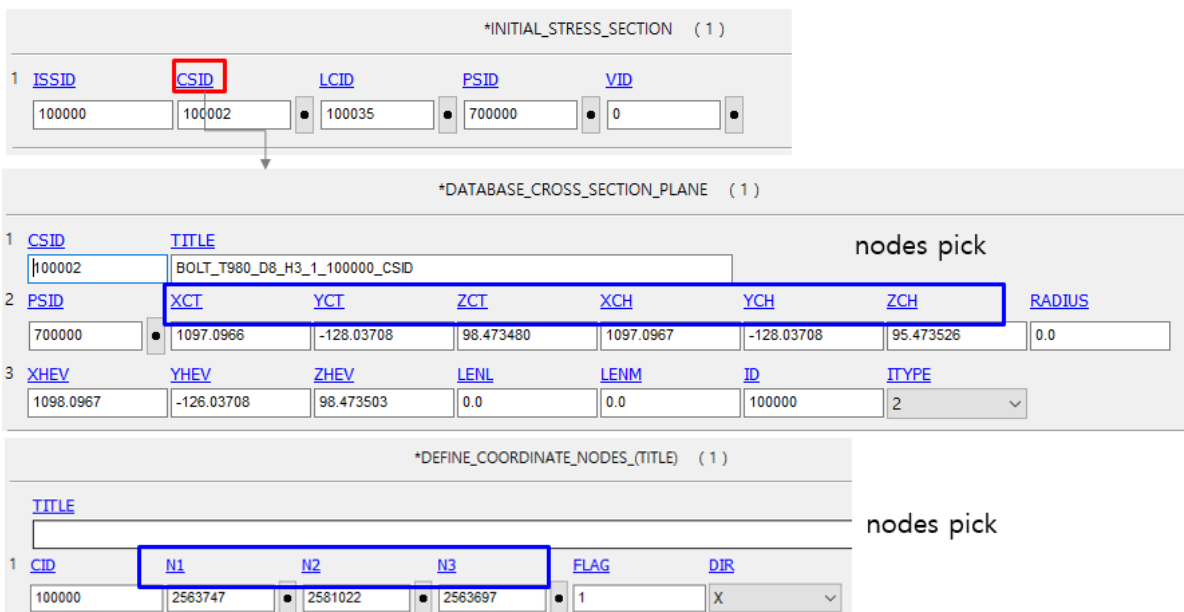 *INITIAL_STRESS_SECTION (1)
1 ISSID CSID LCID PSID VID
100000 100002 100035 700000 0
*DATABASE_CROSS_SECTION_PLANE (1)
1 CSID TITLE
nodes pick
100002 BOLT_T980_D8_H3_1_100000_CSID
2 PSID XCT YCT ZCT XCH YCH ZCH RADIUS
700000 1097.0966 -128.03708 98.473480 1097.0967 -128.03708 95.473526 0.0
3 XHEV YHEV ZHEV LENL LENM ID ITYPE
1098.0967 -126.03708 98.473503 0.0 0.0 100000 2
*DEFINE_COORDINATE_NODES_(TITLE) (1)
TITLE
nodes pick
1 CID N1 N2 N3 FLAG DIR
100000 2563747 2581022 2563697 1 X